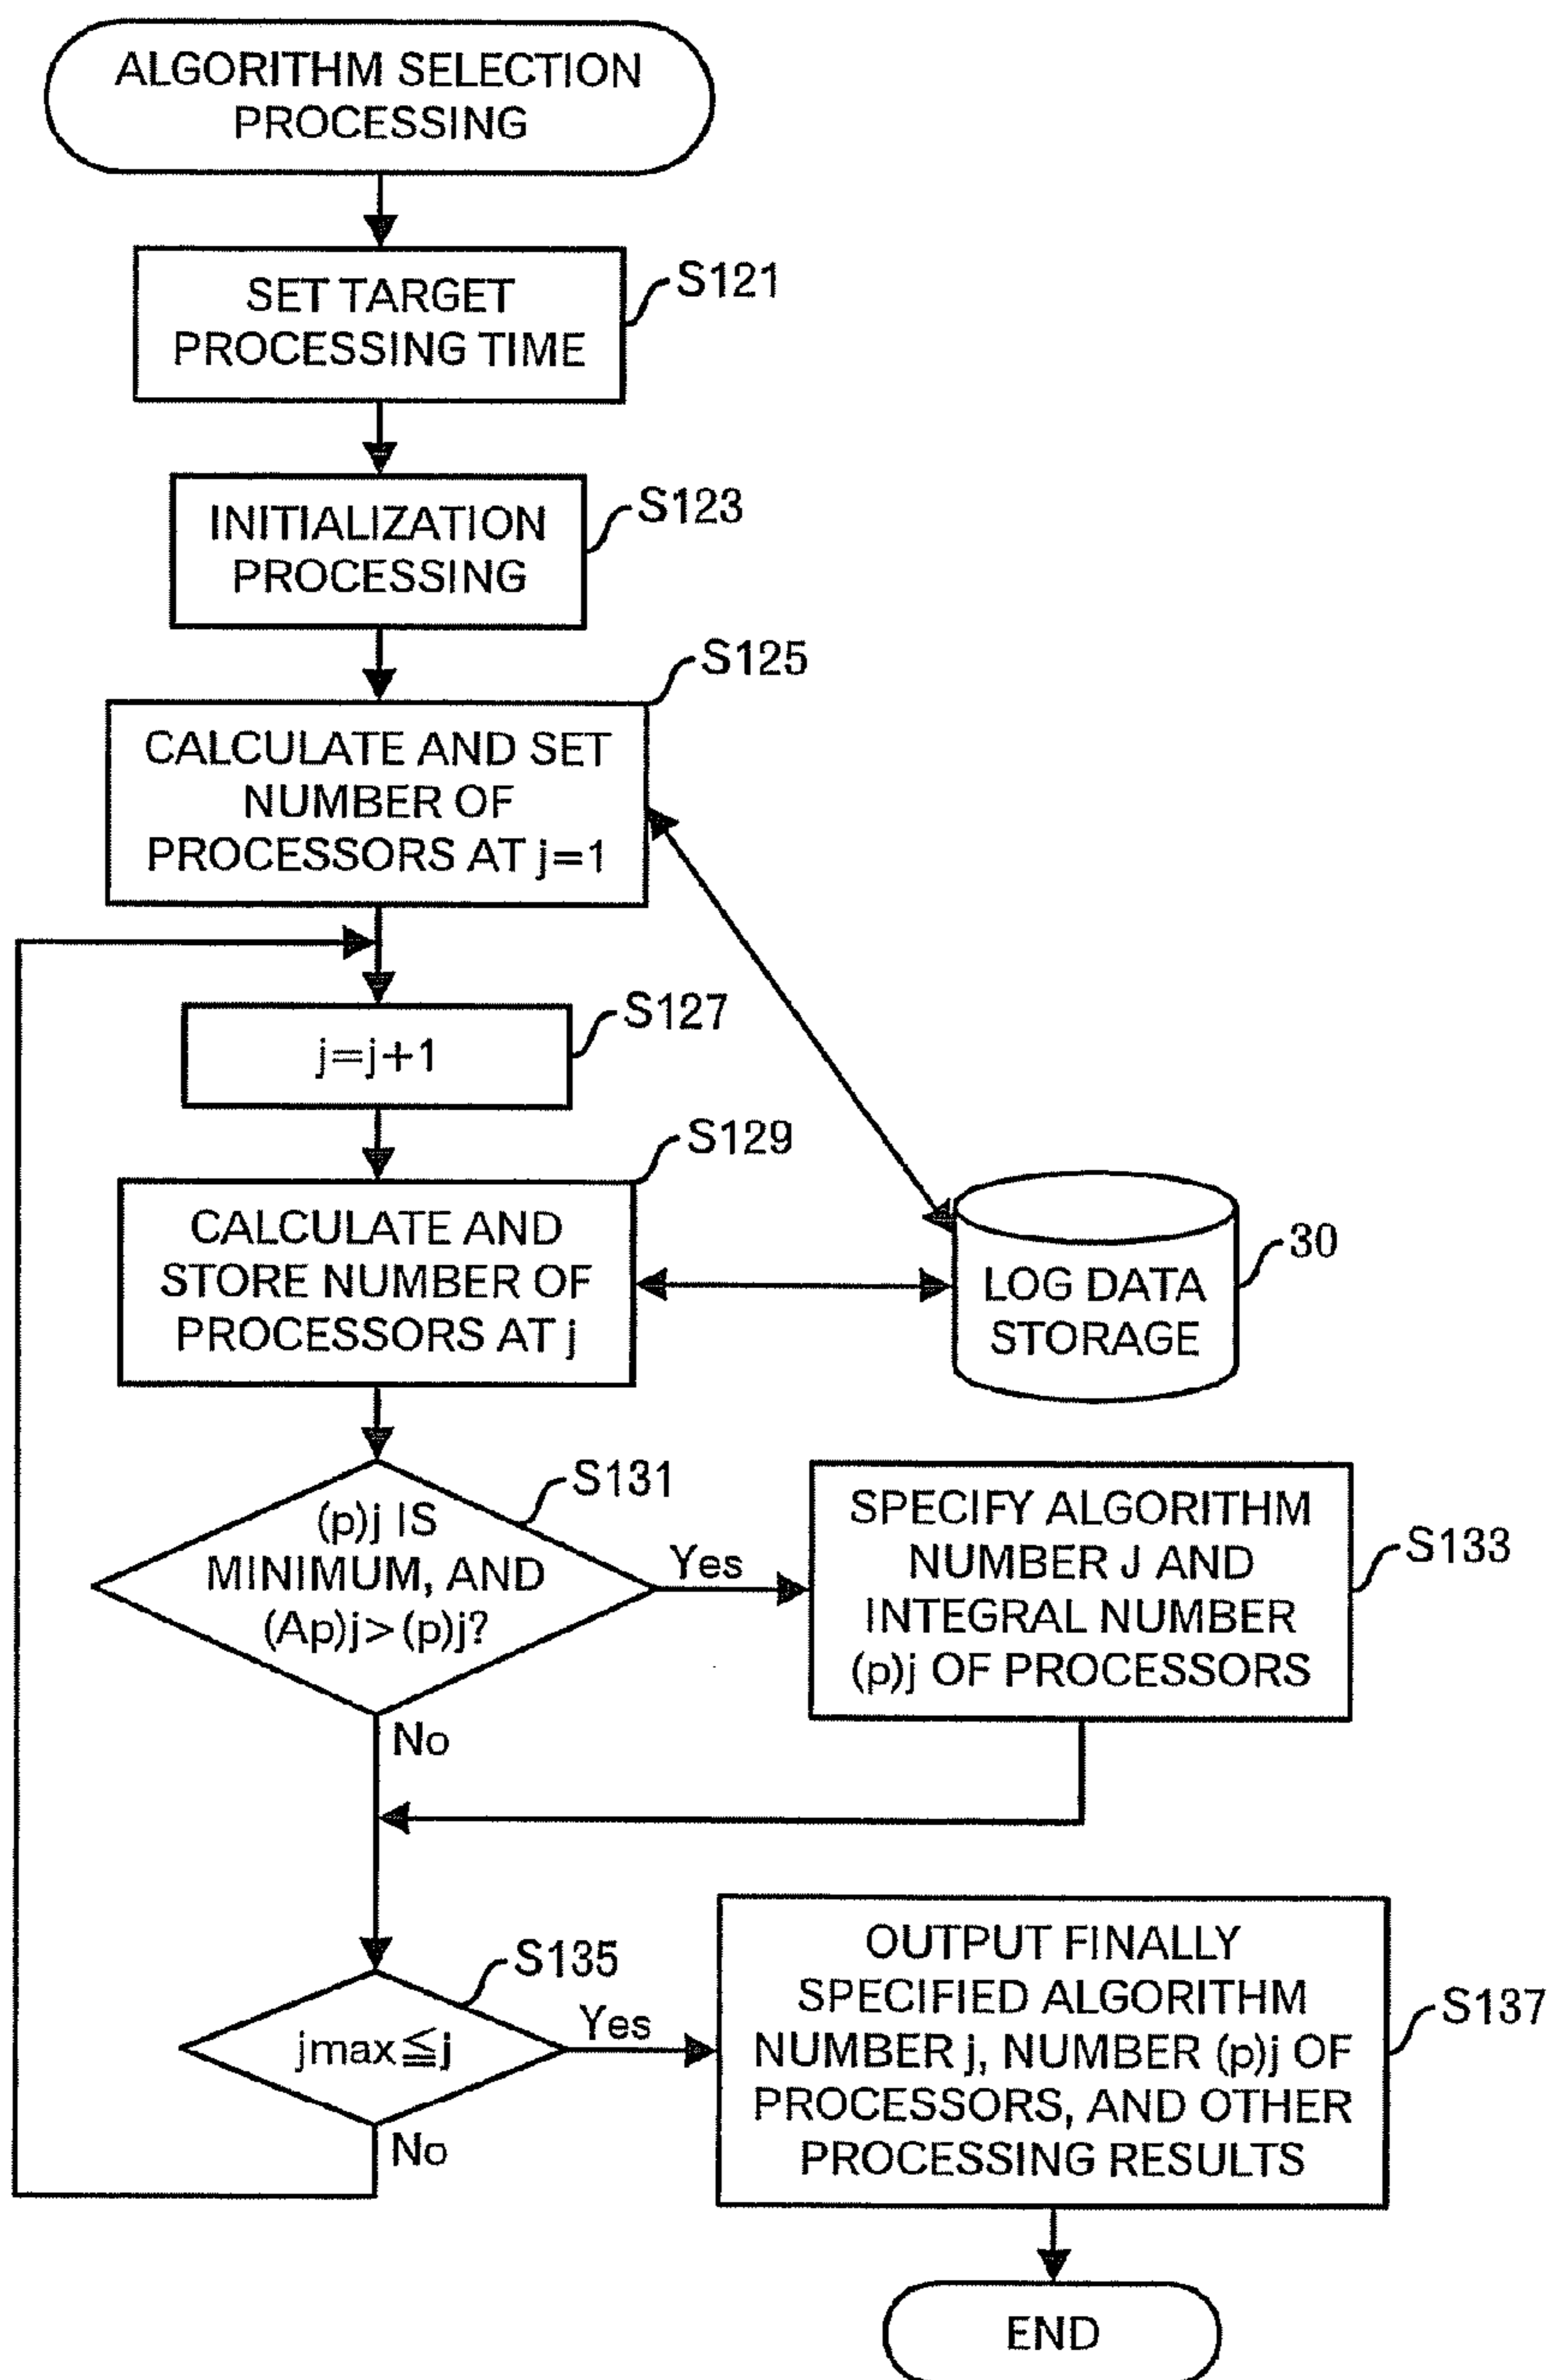 ALGORITHM SELECTION
PROCESSING
SET TARGET
PROCESSING TIME
S121
INITIALIZATION
PROCESSING
S123
S125
CALCULATE AND SET
NUMBER OF
PROCESSORS AT j=1
S127
j=j+1
S129
CALCULATE AND
STORE NUMBER OF
PROCESSORS AT j
30
LOG DATA
STORAGE
S131
(p)j IS
MINIMUM, AND
(Ap)j>(p)j?
Yes
No
SPECIFY ALGORITHM
NUMBER J AND
INTEGRAL NUMBER
(p)j OF PROCESSORS
S133
S135
jmax≦j
Yes
No
OUTPUT FINALLY
SPECIFIED ALGORITHM
NUMBER j, NUMBER (p)j OF
PROCESSORS, AND OTHER
PROCESSING RESULTS
S137
END